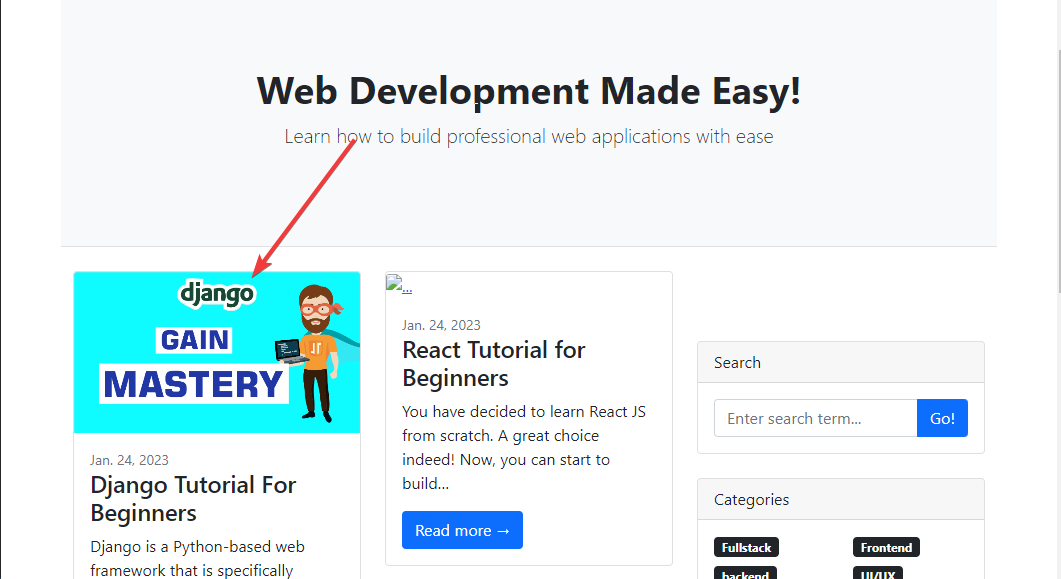 Web Development Made Easy!
Learn how to build professional web applications with ease
django
GAIN
MASTERY
JT
Jan. 24, 2023
Django Tutorial For
Beginners
Django is a Python-based web
framework that is specifically
...
Jan. 24, 2023
React Tutorial for
Beginners
You have decided to learn React JS
from scratch. A great choice
indeed! Now, you can start to
build...
Read more →
Search
Enter search term...
Go!
Categories
Fullstack
Frontend
backend
UI/UX